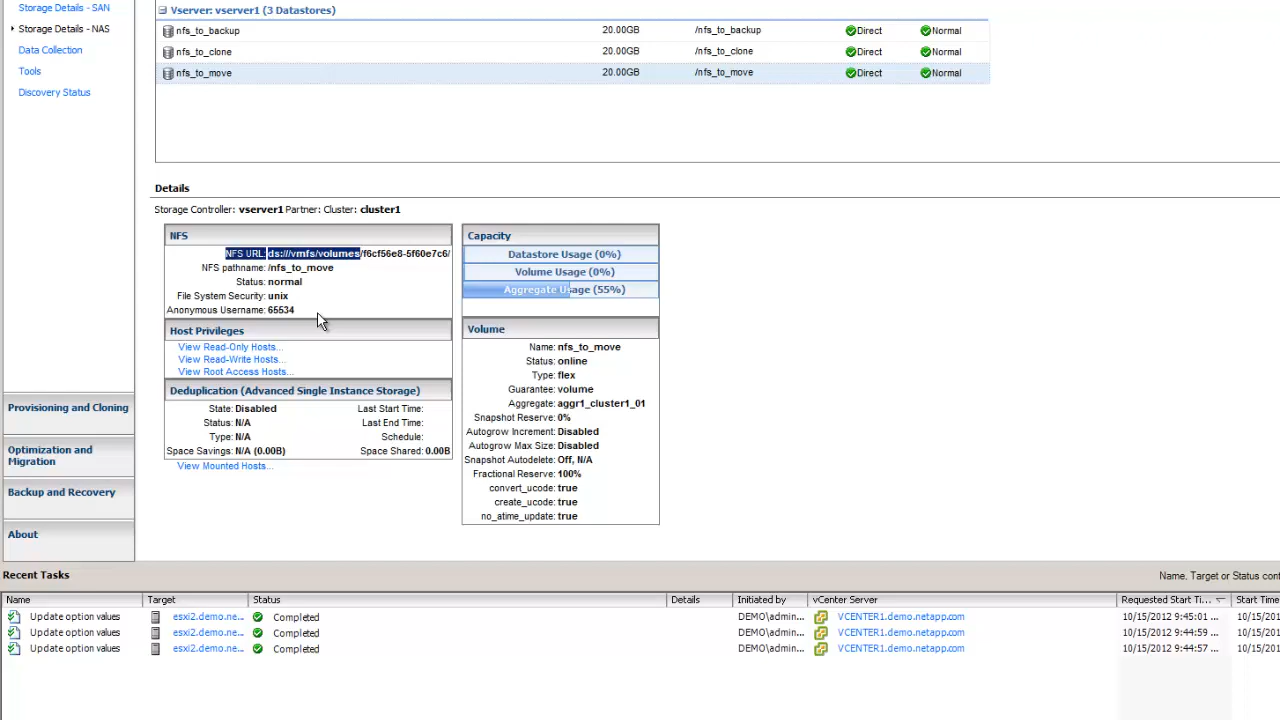 Storage Details - SAN
Storage Details - NAS
Data Collection
Tools
Discovery Status
Provisioning and Cloning
Optimization and
Migration
Backup and Recovery
About
Vserver: vserver1 (3 Datastores)
nfs_to_backup 20.00GB /nfs_to_backup Direct Normal
nfs_to_clone 20.00GB /nfs_to_clone Direct Normal
nfs_to_move 20.00GB /nfs_to_move Direct Normal
Details
Storage Controller: vserver1 Partner: Cluster: cluster1
NFS
NFS URL: ds:///vmfs/volumes/f6cf56e8-5f60e7c6/
NFS pathname: /nfs_to_move
Status: normal
File System Security: unix
Anonymous Username: 65534
Host Privileges
View Read-Only Hosts...
View Read-Write Hosts...
View Root Access Hosts...
Deduplication (Advanced Single Instance Storage)
State: Disabled Last Start Time:
Status: N/A Last End Time:
Type: N/A Schedule:
Space Savings: N/A (0.00B) Space Shared: 0.00B
View Mounted Hosts...
Capacity
Datastore Usage (0%)
Volume Usage (0%)
Aggregate Usage (55%)
Volume
Name: nfs_to_move
Status: online
Type: flex
Guarantee: volume
Aggregate: aggr1_cluster1_01
Snapshot Reserve: 0%
Autogrow Increment: Disabled
Autogrow Max Size: Disabled
Snapshot Autodelete: Off, N/A
Fractional Reserve: 100%
convert_ucode: true
create_ucode: true
no_atime_update: true
Recent Tasks Name, Target or Status cont
Name Target Status Details Initiated by vCenter Server Requested Start Ti... Start Time
Update option values esxi2.demo.ne... Completed DEMO\admin... VCENTER1.demo.netapp.com 10/15/2012 9:45:01 ... 10/15/20
Update option values esxi2.demo.ne... Completed DEMO\admin... VCENTER1.demo.netapp.com 10/15/2012 9:44:59 ... 10/15/20
Update option values esxi2.demo.ne... Completed DEMO\admin... VCENTER1.demo.netapp.com 10/15/2012 9:44:57 ... 10/15/20